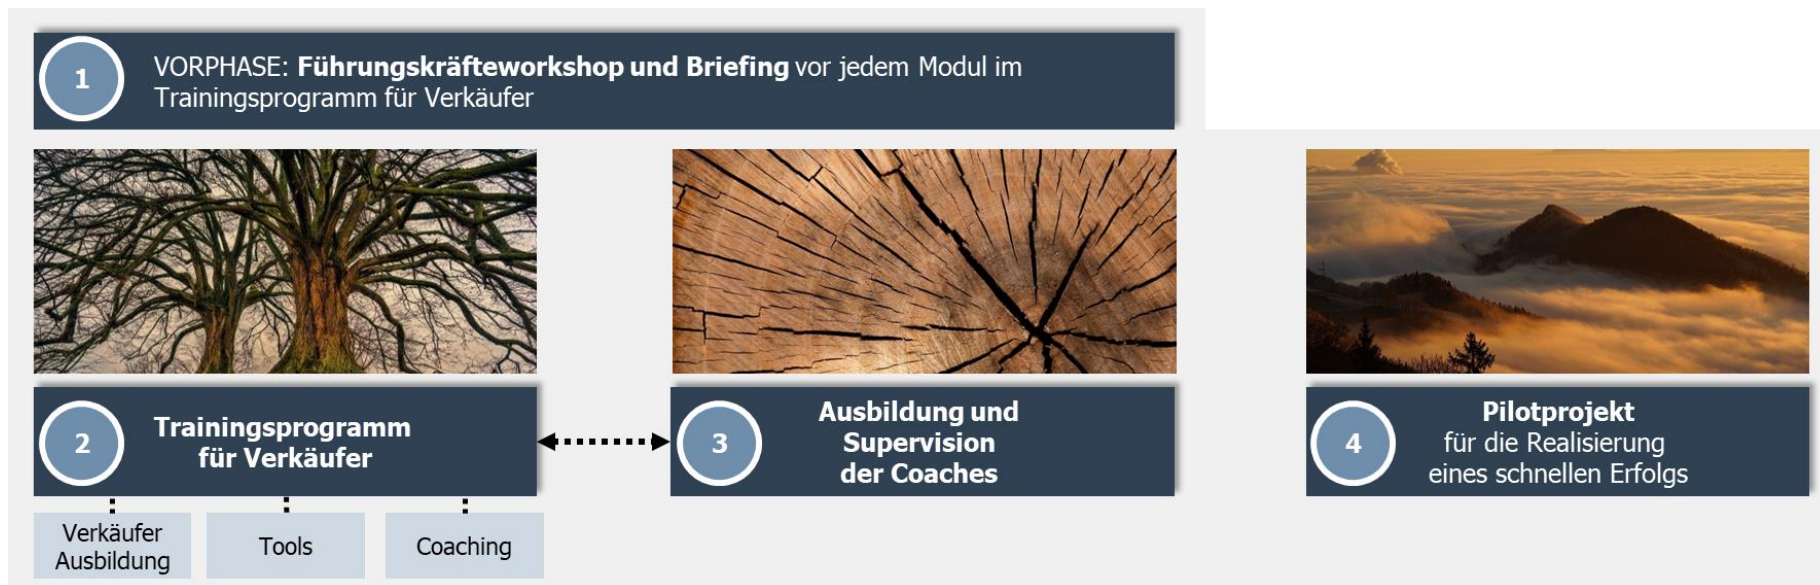 1
VORPHASE: Führungskräfteworkshop und Briefing vor jedem Modul im
Trainingsprogramm für Verkäufer
2
Trainingsprogramm
für Verkäufer
3
Ausbildung und
Supervision
der Coaches
4
Pilotprojekt
für die Realisierung
eines schnellen Erfolgs
Verkäufer
Ausbildung
Tools
Coaching